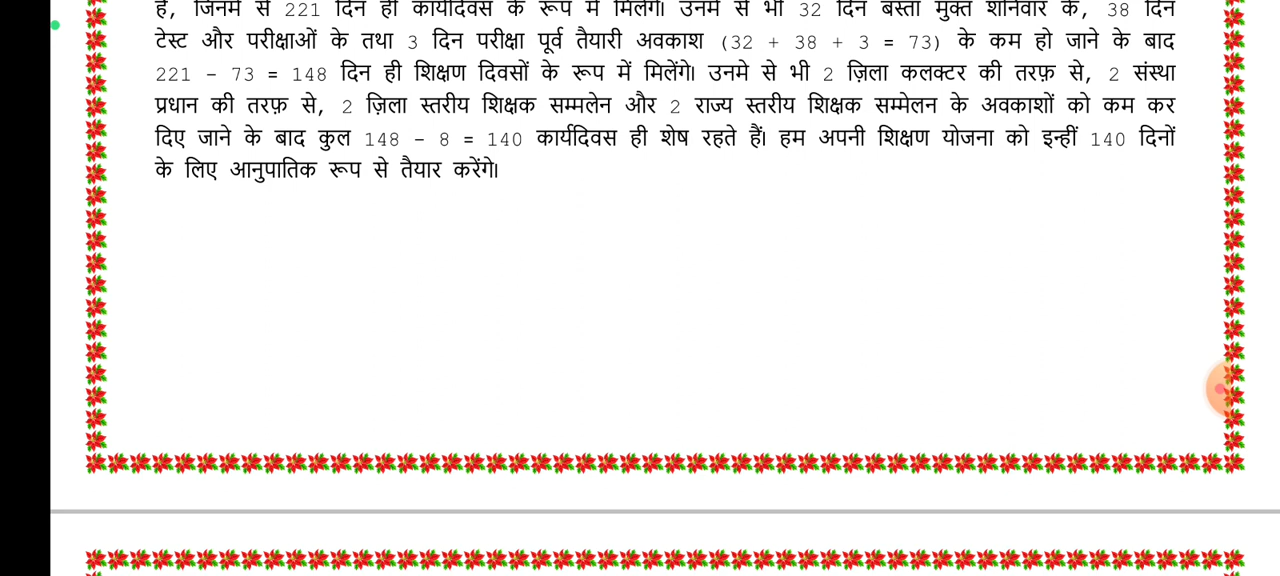 है, जिनमें से 221 दिन ही कार्यदिवस के रूप में मिलेंगे। उनमें से भी 32 दिन बस्ता मुक्त शनिवार के, 38 दिन
टेस्ट और परीक्षाओं के तथा 3 दिन परीक्षा पूर्व तैयारी अवकाश (32 + 38 + 3 = 73) के कम हो जाने के बाद
221 - 73 = 148 दिन ही शिक्षण दिवसों के रूप में मिलेंगे। उनमे से भी 2 ज़िला कलक्टर की तरफ़ से, 2 संस्था
प्रधान की तरफ़ से, 2 ज़िला स्तरीय शिक्षक सम्मलेन और 2 राज्य स्तरीय शिक्षक सम्मेलन के अवकाशों को कम कर
दिए जाने के बाद कुल 148 - 8 = 140 कार्यदिवस ही शेष रहते हैं। हम अपनी शिक्षण योजना को इन्हीं 140 दिनों
के लिए आनुपातिक रूप से तैयार करेंगे।